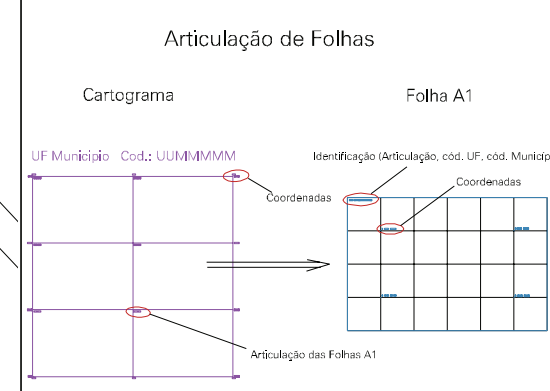 Articulação de Folhas
Cartograma
Folha A1
UF Municipio Cod.: UUMMMMM
Identificação (Articulação, cód. UF, cód. Municíp
Coordenadas
Coordenadas
Articulação das Folhas A1